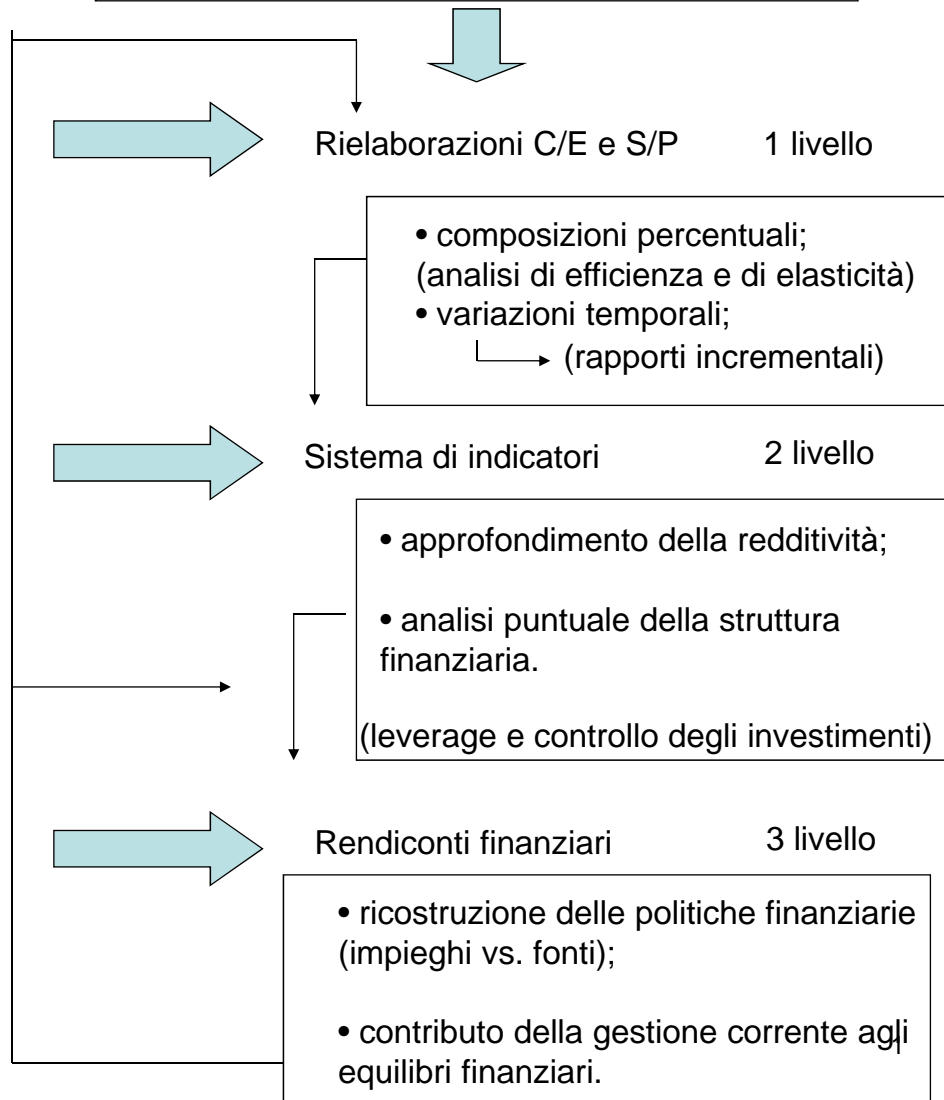 Rielaborazioni C/E e S/P 1 livello
• composizioni percentuali;
(analisi di efficienza e di elasticità)
• variazioni temporali;
(rapporti incrementali)
Sistema di indicatori 2 livello
• approfondimento della redditività;
• analisi puntuale della struttura
finanziaria.
(leverage e controllo degli investimenti)
Rendiconti finanziari 3 livello
• ricostruzione delle politiche finanziarie
(impieghi vs. fonti);
• contributo della gestione corrente agli
equilibri finanziari.
1